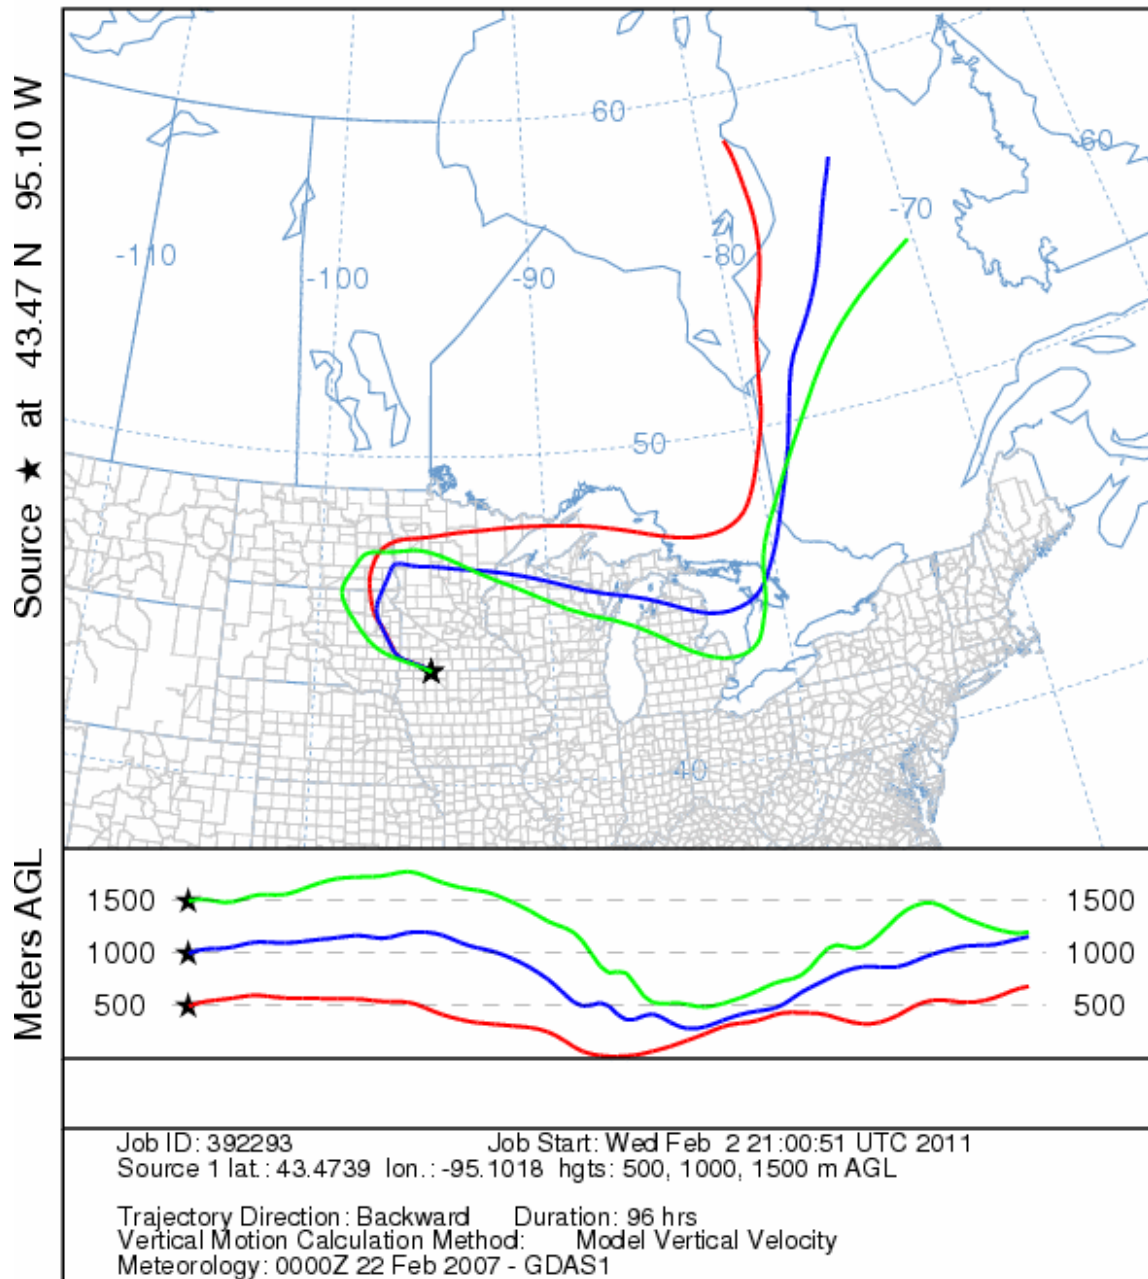 Source ★ at 43.47 N 95.10 W
60
60
-70
-110
-100
-90
-80
50
40
Meters AGL
1500 1500
1000 1000
500 500
Job ID: 392293 Job Start: Wed Feb 2 21:00:51 UTC 2011
Source 1 lat.: 43.4739 lon.: -95.1018 hgts: 500, 1000, 1500 m AGL
Trajectory Direction: Backward Duration: 96 hrs
Vertical Motion Calculation Method: Model Vertical Velocity
Meteorology: 0000Z 22 Feb 2007 - GDAS1